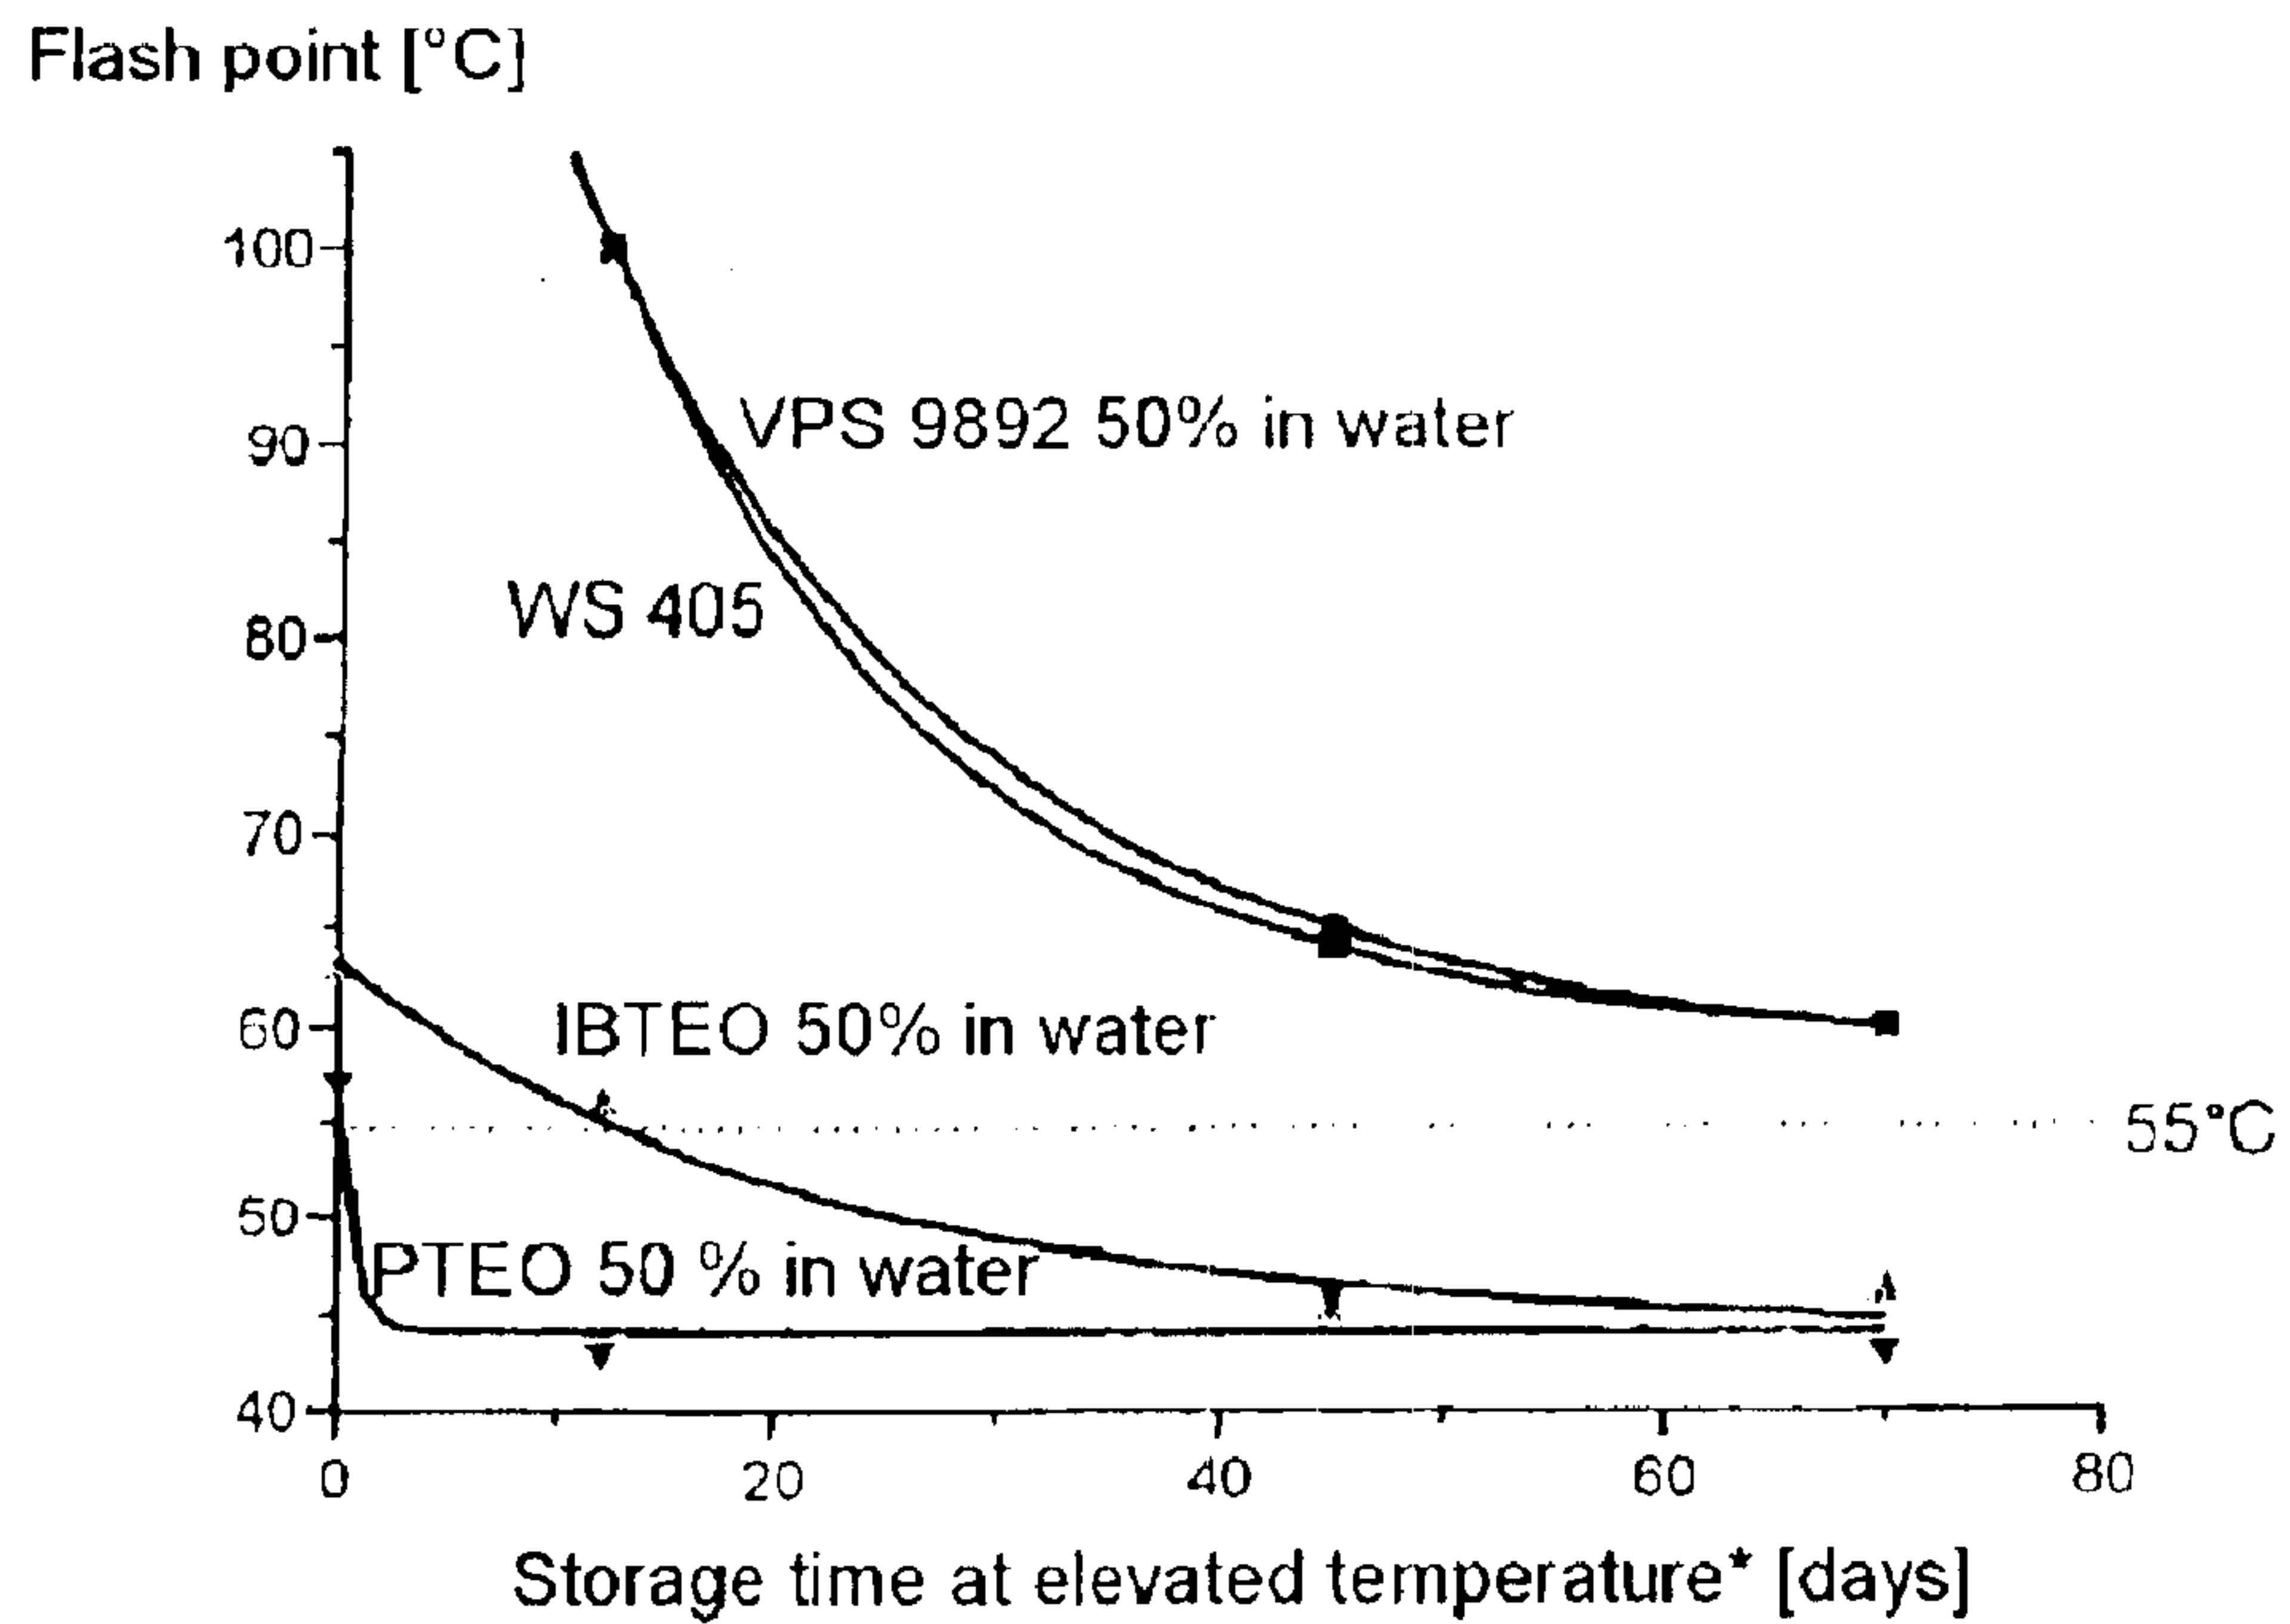 Flash point [°C]
100
90
80
70
60
50
40
VPS 9892 50% in water
WS 405
IBTEO 50% in water
55°C
PTEO 50 % in water
0 20 40 60 80
Storage time at elevated temperature* [days]